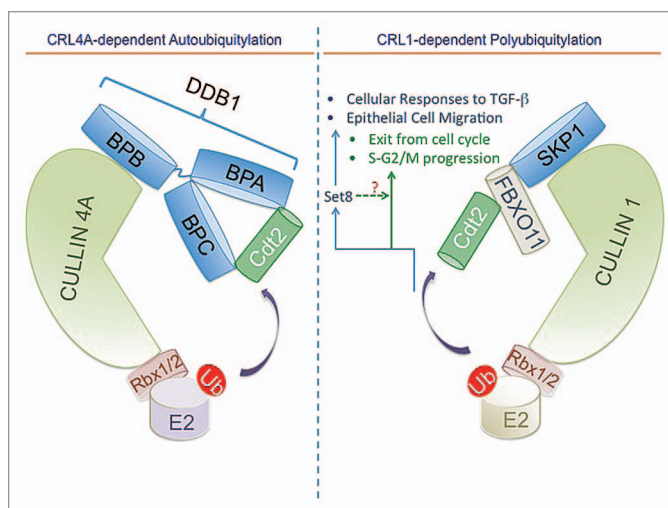 CRL4A-dependent Autoubiquitylation
DDB1
BPB
BPA
BPC
Cdt2
CULLIN 4A
Rbx1/2
Ub
E2
CRL1-dependent Polyubiquitylation
• Cellular Responses to TGF-β
• Epithelial Cell Migration
• Exit from cell cycle
• S-G2/M progression
?
Set8
SKP1
FBXO11
Cdt2
CULLIN 1
Rbx1/2
Ub
E2